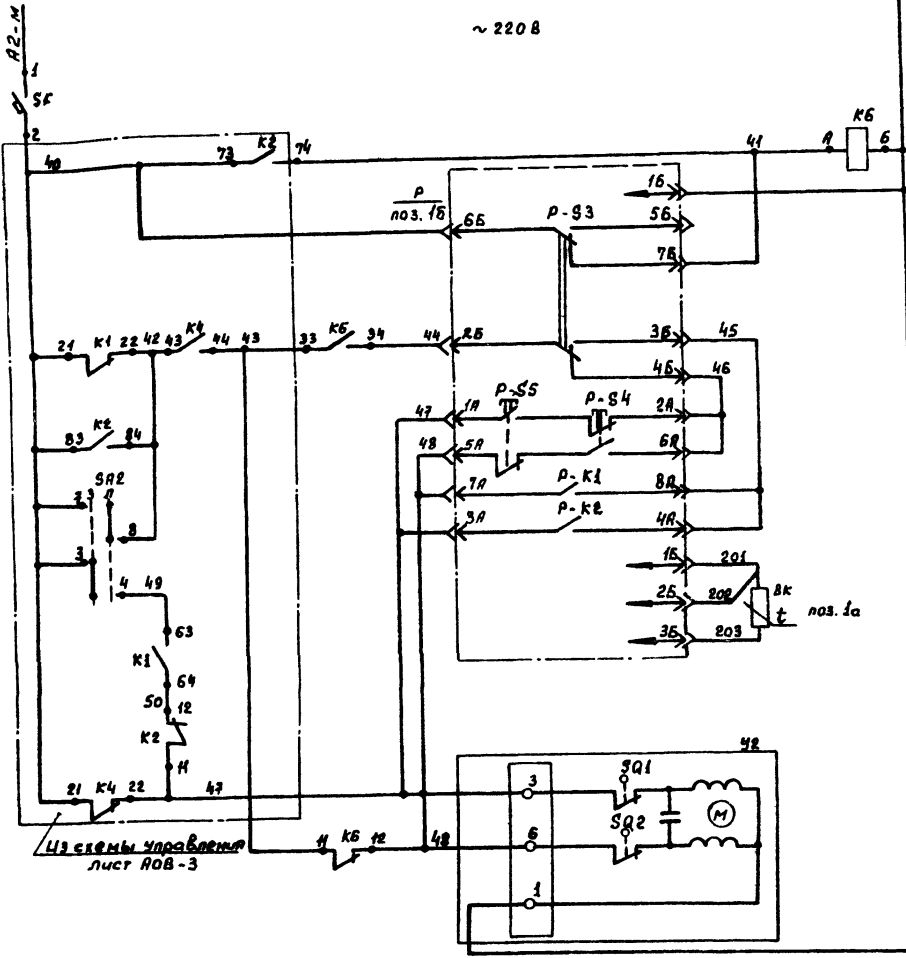 ~ 220 В
А2-М
1
SF
2
40
73
К2
74
41
А
К6
Б
Р
поз. 1б
6Б
Р-S3
1Б
5Б
7Б
21
К1
22
42
43
К4
44
43
33
К6
34
44
2Б
3Б
45
4Б
46
83
К2
84
47
1А
Р-S5
Р-S4
2А
48
5А
6А
SA2
7А
Р-К1
8А
3А
Р-К2
4А
8
3
4
49
1Б
201
2Б
202
ВК
t
поз. 1а
3Б
203
63
К1
64
50
12
К2
11
21
К4
22
47
У2
3
SQ1
М
Из схемы управления
лист АОВ-3
11
К6
12
48
6
SQ2
1